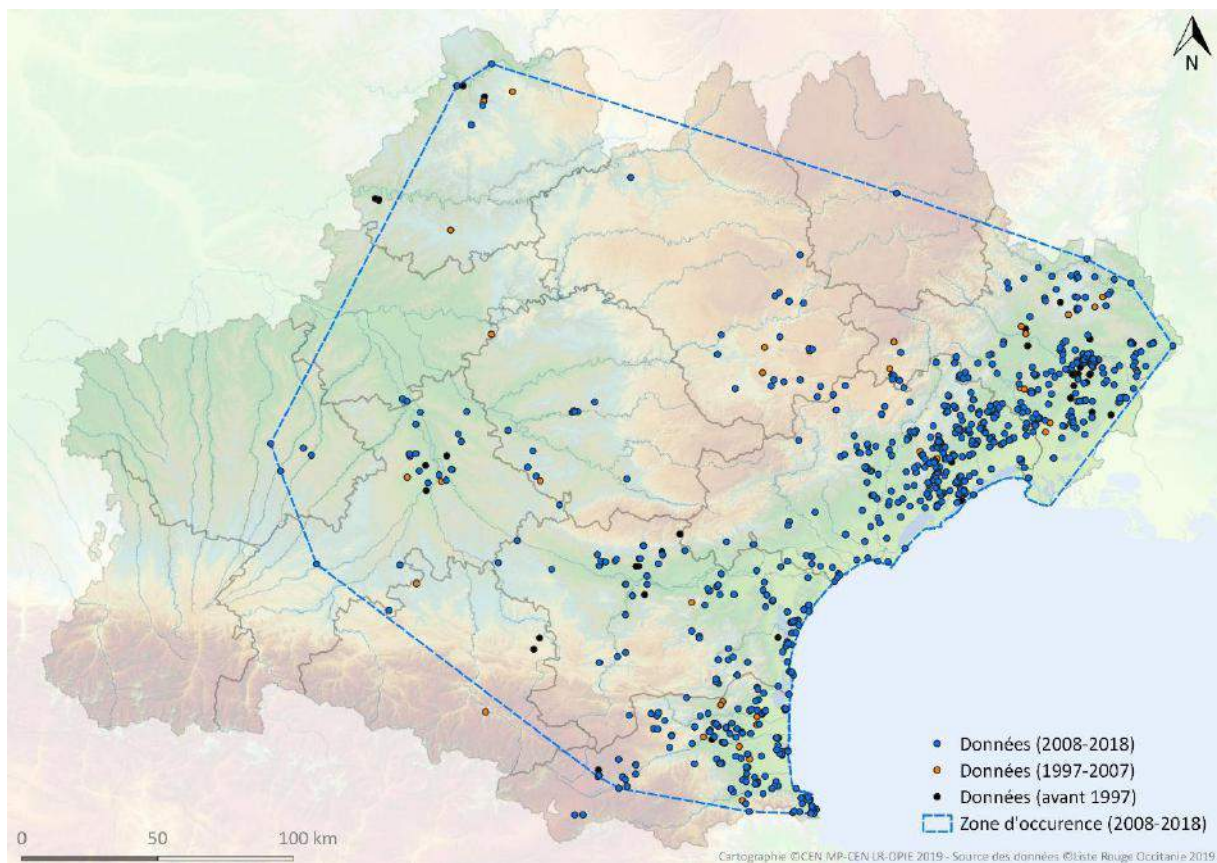 N
Données (2008-2018)
Données (1997-2007)
Données (avant 1997)
Zone d'occurence (2008-2018)
0 50 100 km
Cartographie ©CEN MP-CEN LR-OPIE 2019 - Source des données ©Liste Rouge Occitanie 2019